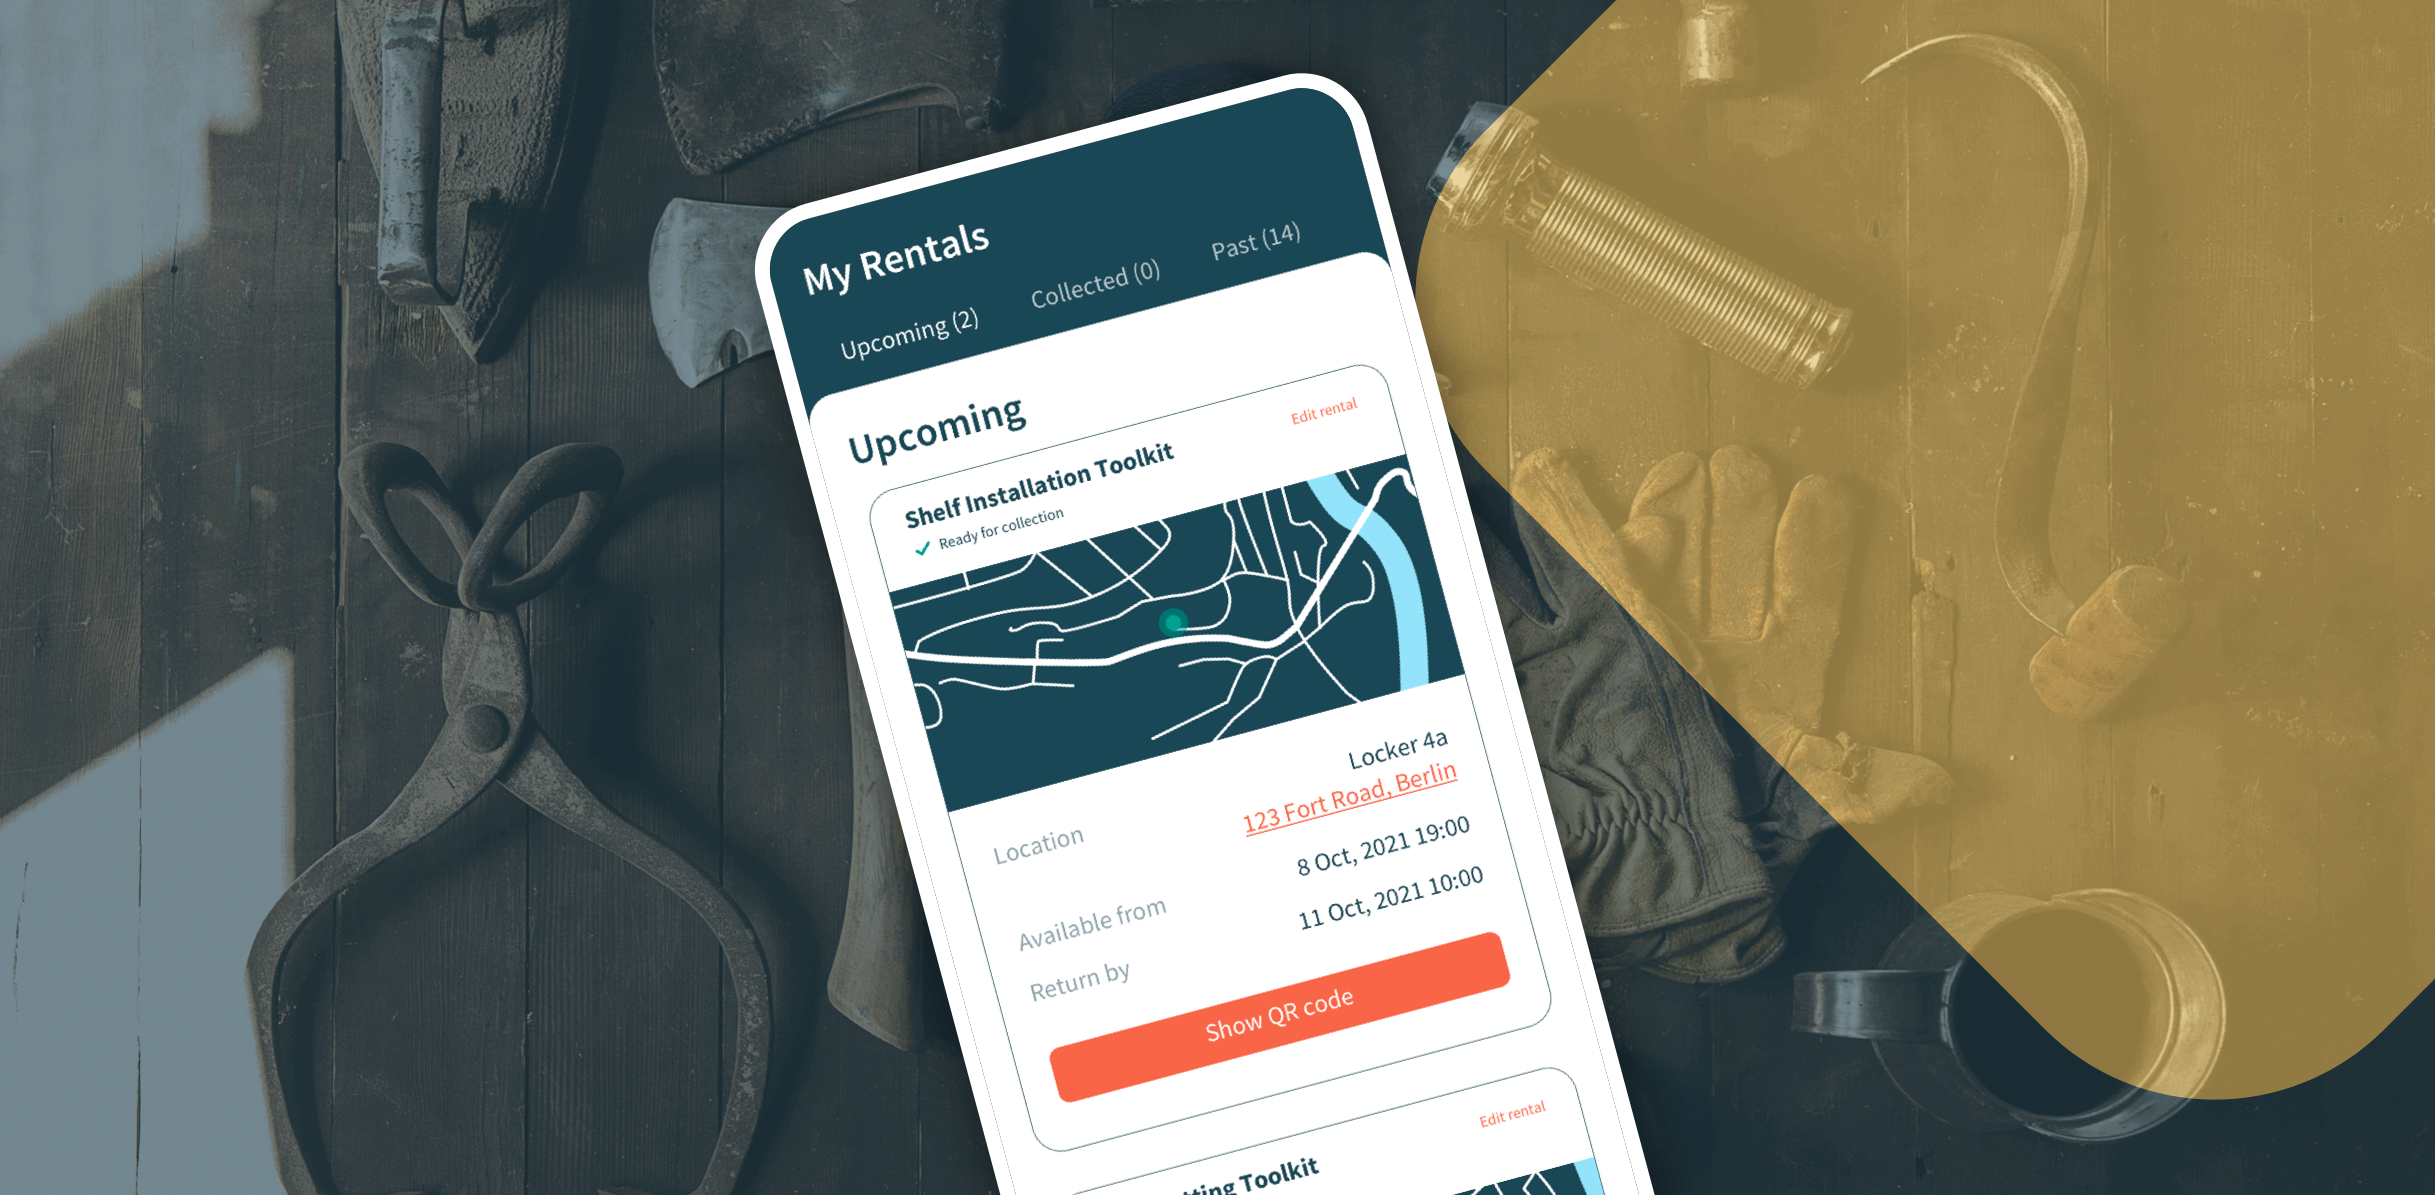 My Rentals
Upcoming (2)
Collected (0)
Past (14)
Upcoming
Shelf Installation Toolkit
Edit rental
Ready for collection
Location
Locker 4a
123 Fort Road, Berlin
Available from
8 Oct, 2021 19:00
Return by
11 Oct, 2021 10:00
Show QR code
Edit rental
Toolkit